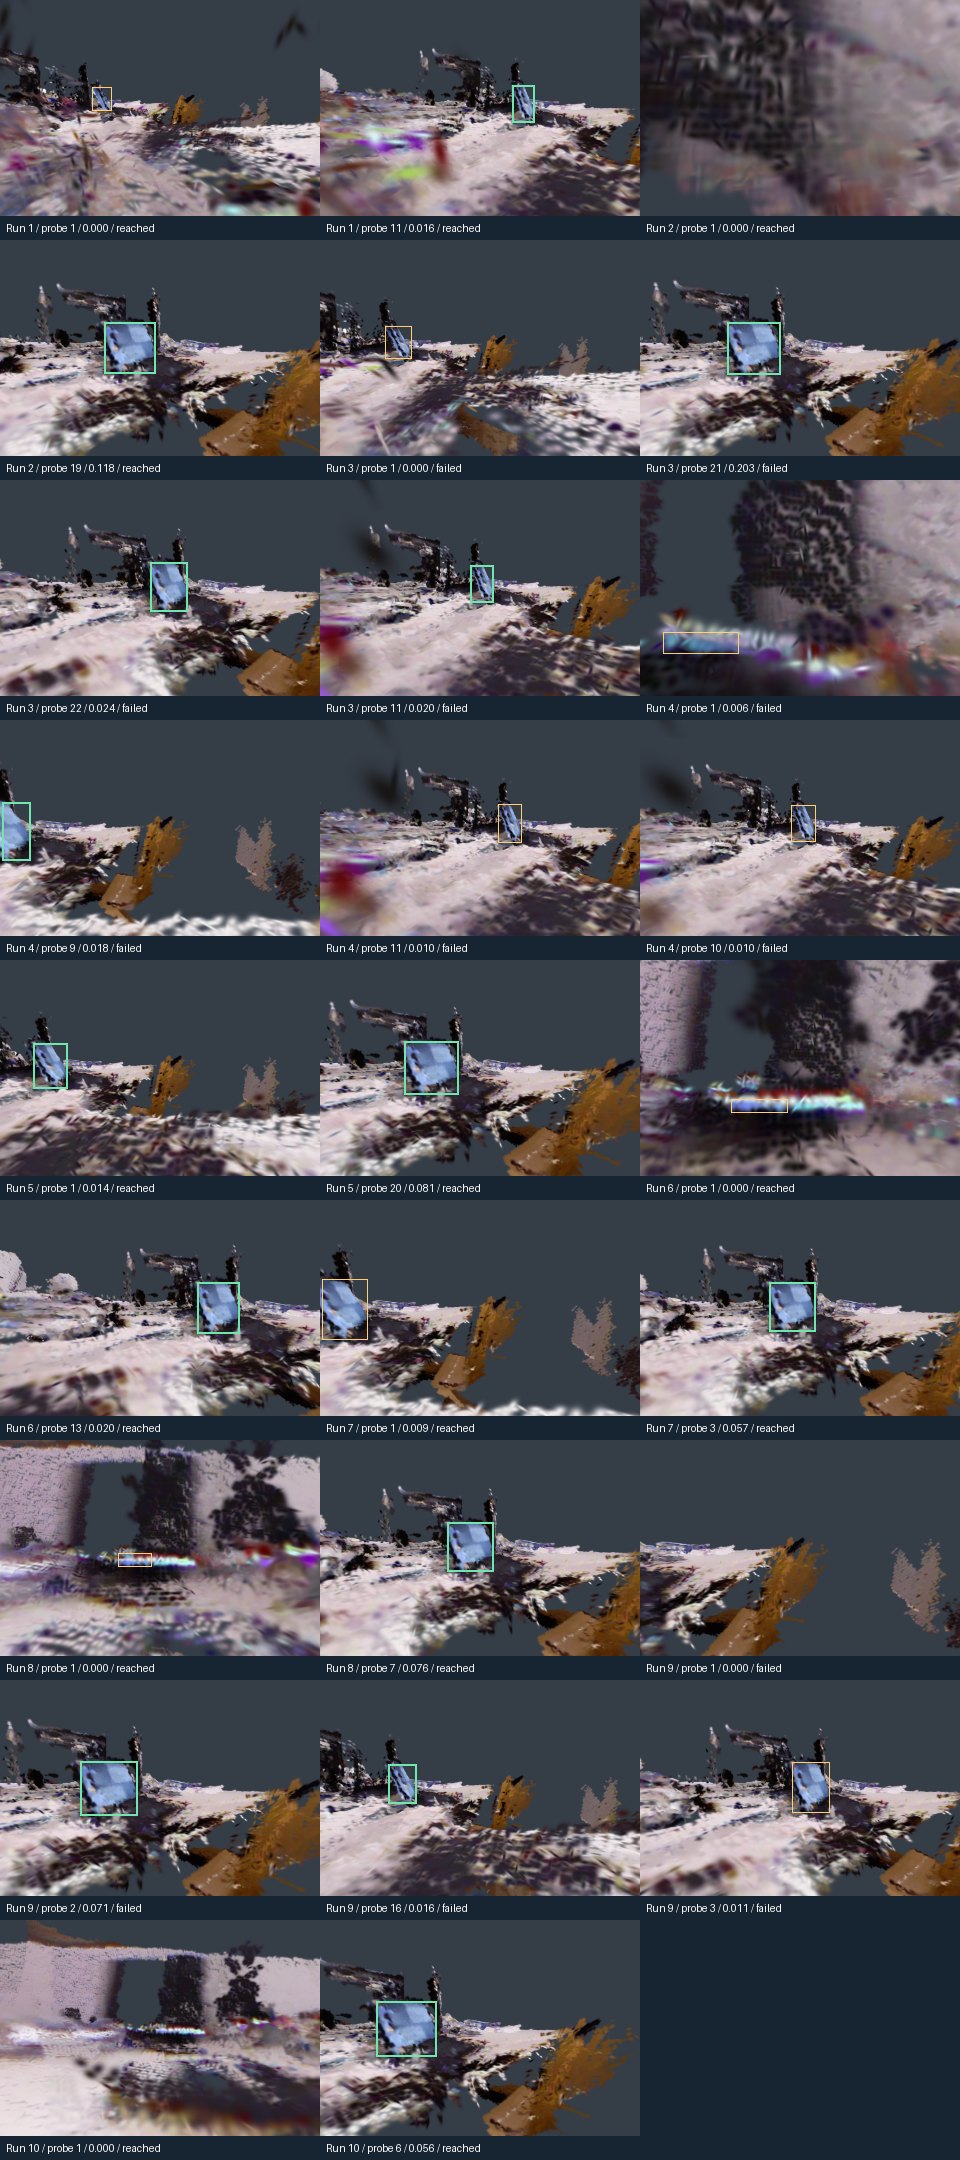 Run 1 / probe 1 / 0.000 / reached
Run 1 / probe 11 / 0.016 / reached
Run 2 / probe 1 / 0.000 / reached
Run 2 / probe 19 / 0.118 / reached
Run 3 / probe 1 / 0.000 / failed
Run 3 / probe 21 / 0.203 / failed
Run 3 / probe 22 / 0.024 / failed
Run 3 / probe 11 / 0.020 / failed
Run 4 / probe 1 / 0.006 / failed
Run 4 / probe 9 / 0.018 / failed
Run 4 / probe 11 / 0.010 / failed
Run 4 / probe 10 / 0.010 / failed
Run 5 / probe 1 / 0.014 / reached
Run 5 / probe 20 / 0.081 / reached
Run 6 / probe 1 / 0.000 / reached
Run 6 / probe 13 / 0.020 / reached
Run 7 / probe 1 / 0.009 / reached
Run 7 / probe 3 / 0.057 / reached
Run 8 / probe 1 / 0.000 / reached
Run 8 / probe 7 / 0.076 / reached
Run 9 / probe 1 / 0.000 / failed
Run 9 / probe 2 / 0.071 / failed
Run 9 / probe 16 / 0.016 / failed
Run 9 / probe 3 / 0.011 / failed
Run 10 / probe 1 / 0.000 / reached
Run 10 / probe 6 / 0.056 / reached